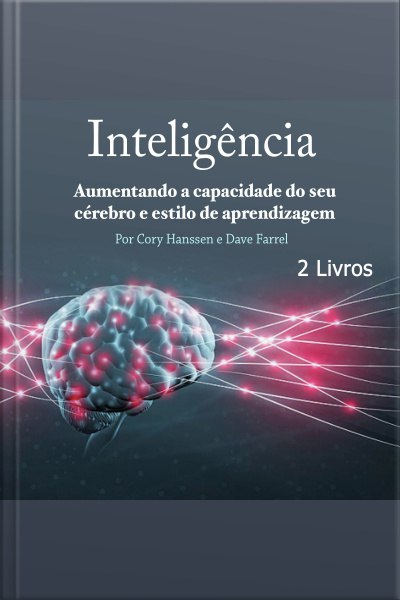 Inteligência
Aumentando a capacidade do seu
cérebro e estilo de aprendizagem
Por Cory Hanssen e Dave Farrel
2 Livros